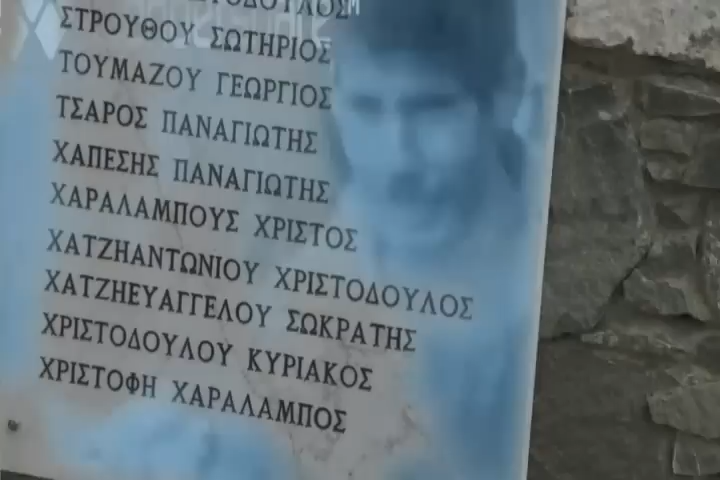 ΣΤΡΟΥΘΟΥ ΣΩΤΗΡΙΟΣ
ΤΟΥΜΑΖΟΥ ΓΕΩΡΓΙΟΣ
ΤΣΑΡΟΣ ΠΑΝΑΓΙΩΤΗΣ
ΧΑΠΕΣΗΣ ΠΑΝΑΓΙΩΤΗΣ
ΧΑΡΑΛΑΜΠΟΥΣ ΧΡΙΣΤΟΣ
ΧΑΤΖΗΑΝΤΩΝΙΟΥ ΧΡΙΣΤΟΔΟΥΛΟΣ
ΧΑΤΖΗΕΥΑΓΓΕΛΟΥ ΣΩΚΡΑΤΗΣ
ΧΡΙΣΤΟΔΟΥΛΟΥ ΚΥΡΙΑΚΟΣ
ΧΡΙΣΤΟΦΗ ΧΑΡΑΛΑΜΠΟΣ